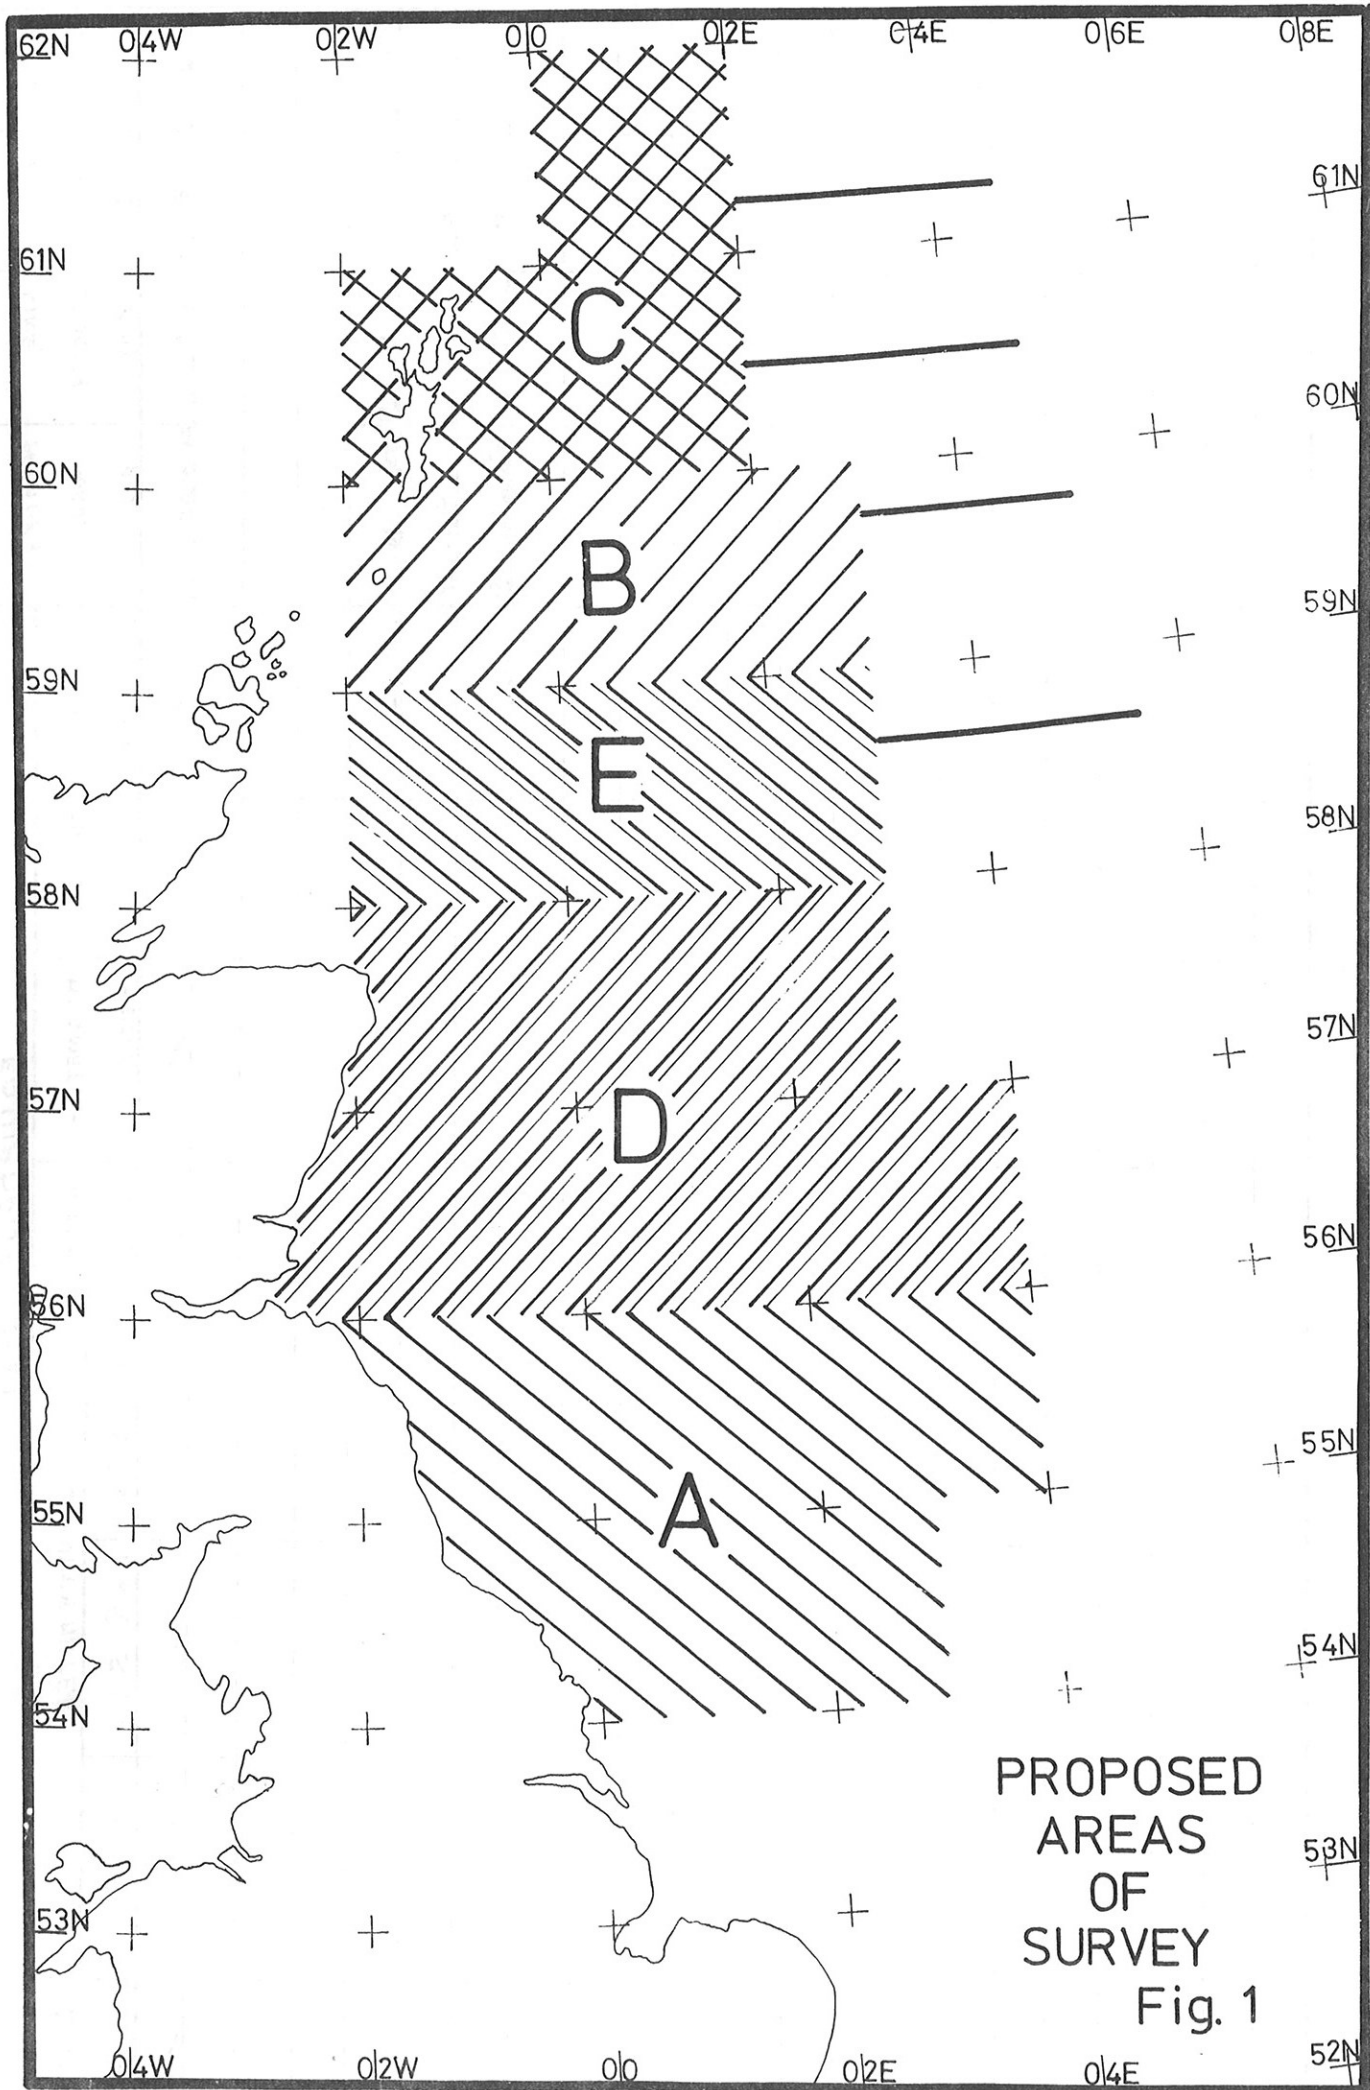 62N 04W 02W 00 02E 04E 06E 08E
61N
61N
C
60N
60N
B
59N
59N
E
58N
58N
57N
57N
D
56N
56N
55N
A
55N
54N
54N
PROPOSED
AREAS
OF
SURVEY
Fig. 1
53N
53N
52N
04W 02W 00 02E 04E